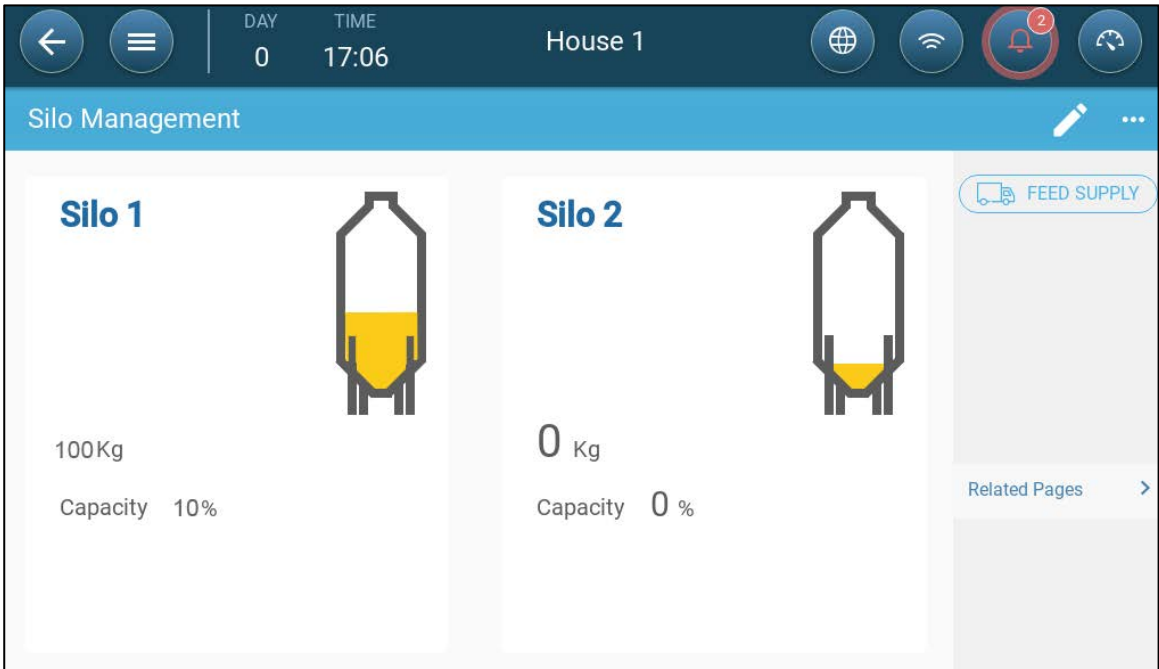 DAY TIME
0 17:06
House 1
2
Silo Management
...
Silo 1
100Kg
Capacity 10%
Silo 2
0 Kg
Capacity 0 %
FEED SUPPLY
Related Pages >